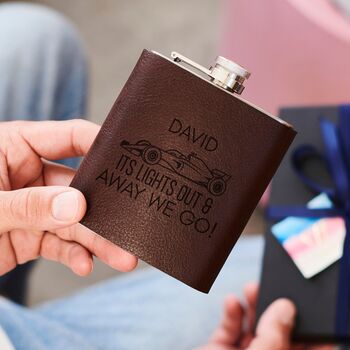 DAVID
ITS LIGHTS OUT &
AWAY WE GO!